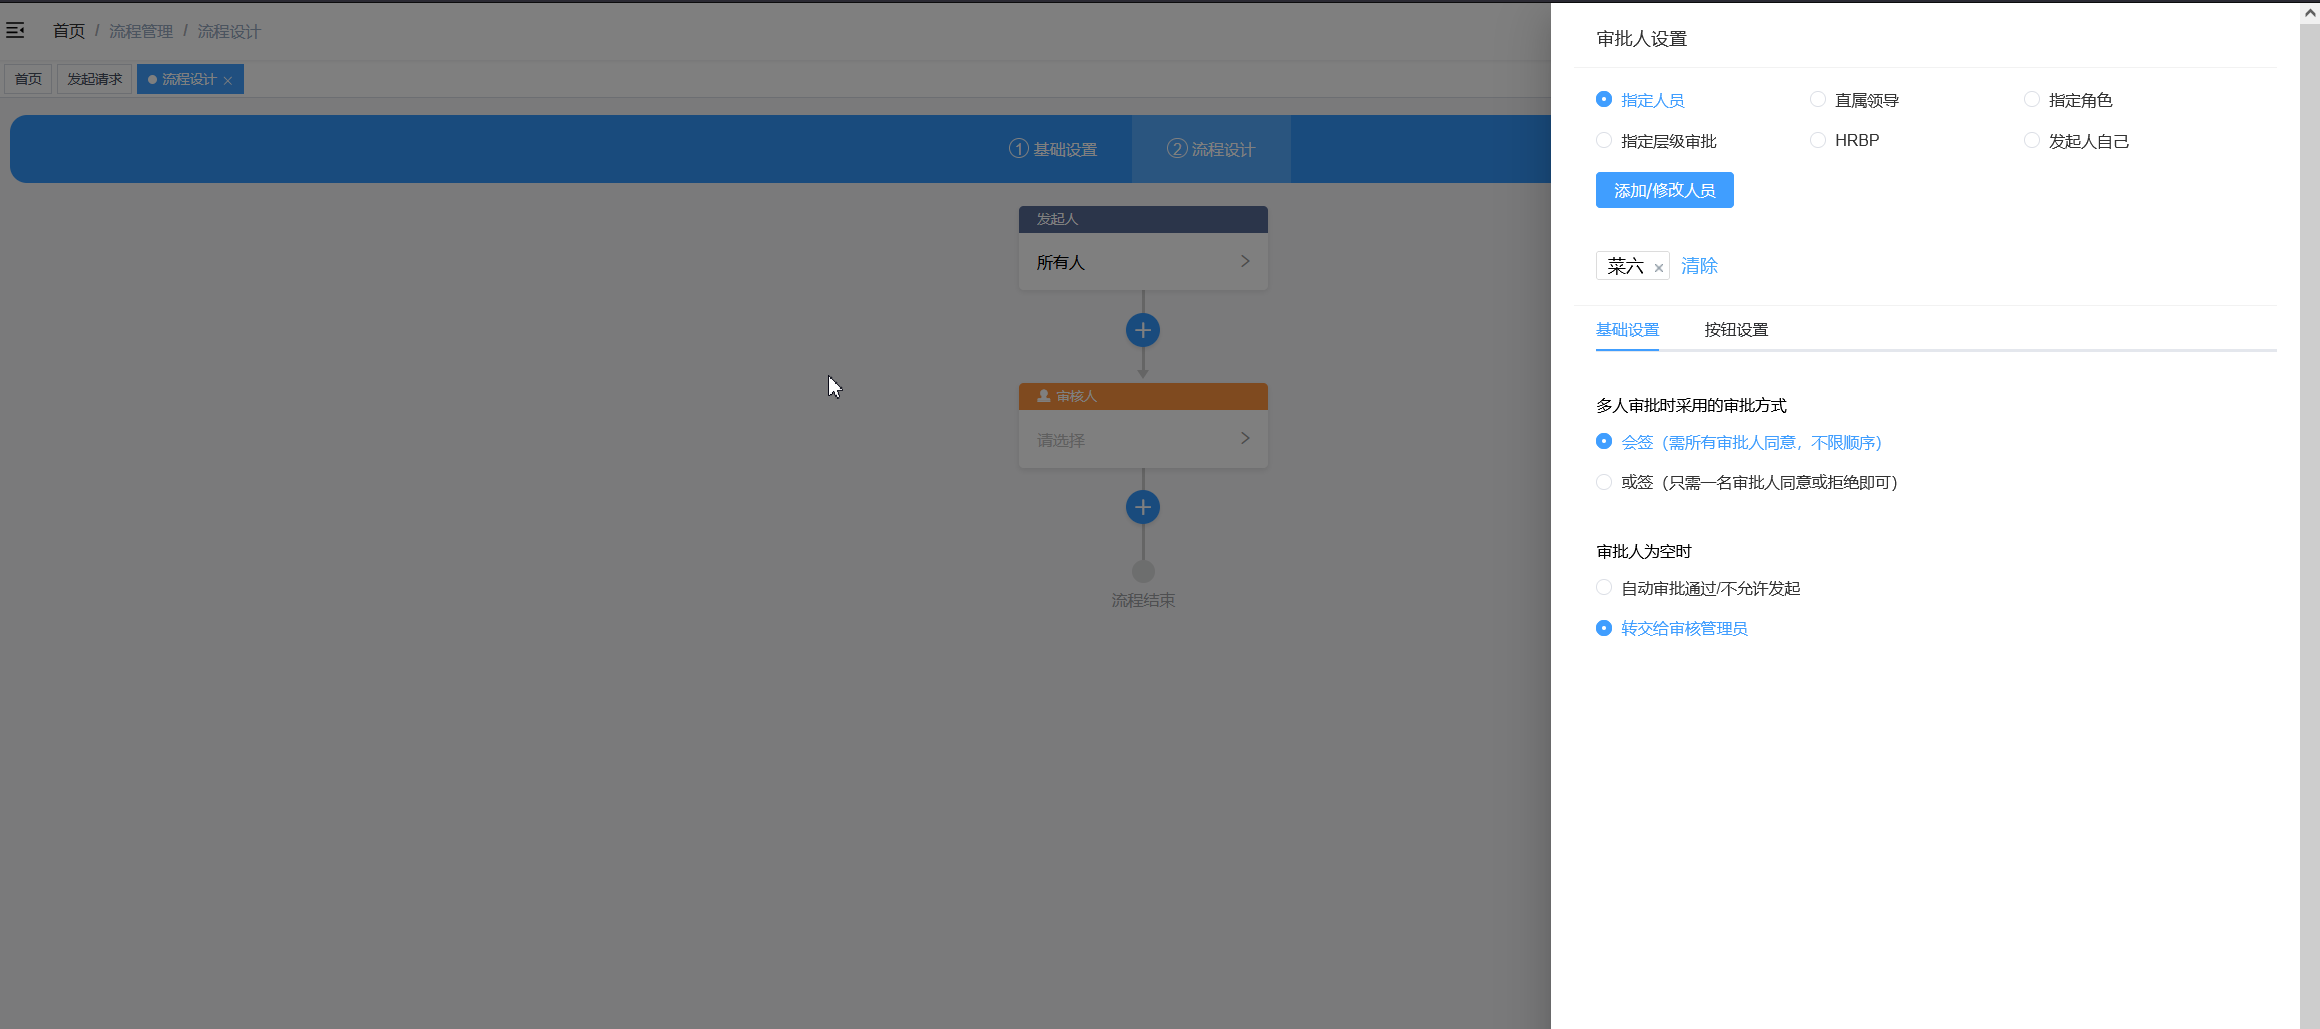 首页 / 流程管理 / 流程设计
首页 发起请求 流程设计
① 基础设置 ② 流程设计
发起人
所有人
审核人
请选择
流程结束
审批人设置
指定人员 直属领导 指定角色
指定层级审批 HRBP 发起人自己
添加/修改人员
菜六 清除
基础设置 按钮设置
多人审批时采用的审批方式
会签（需所有审批人同意，不限顺序）
或签（只需一名审批人同意或拒绝即可）
审批人为空时
自动审批通过/不允许发起
转交给审核管理员